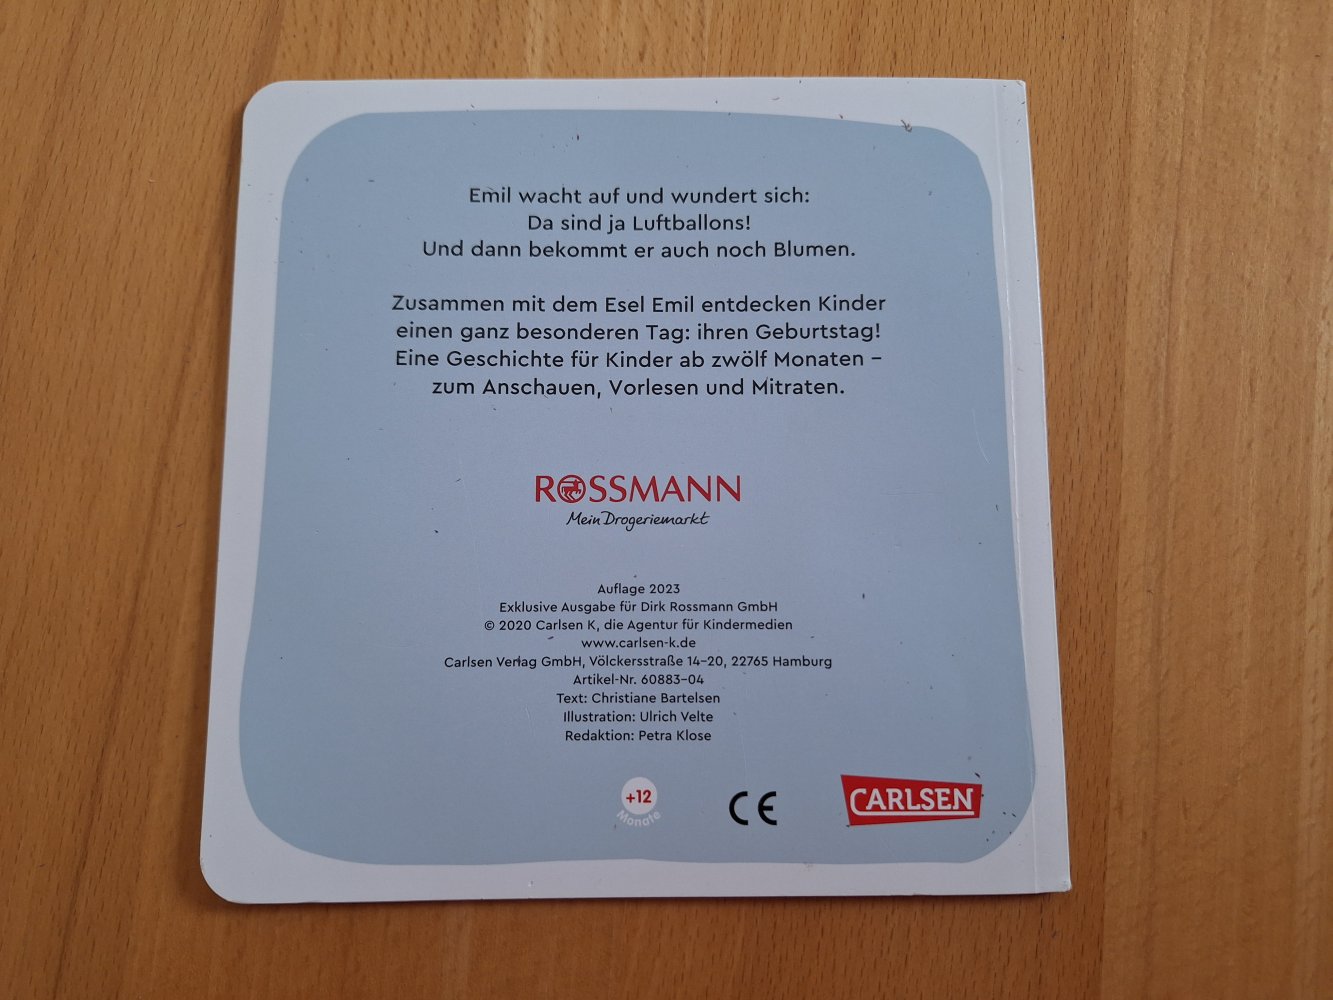 Emil wacht auf und wundert sich:
Da sind ja Luftballons!
Und dann bekommt er auch noch Blumen.
Zusammen mit dem Esel Emil entdecken Kinder
einen ganz besonderen Tag: ihren Geburtstag!
Eine Geschichte für Kinder ab zwölf Monaten –
zum Anschauen, Vorlesen und Mitraten.
ROSSMANN
Mein Drogeriemarkt
Auflage 2023
Exklusive Ausgabe für Dirk Rossmann GmbH
© 2020 Carlsen K, die Agentur für Kindermedien
www.carlsen-k.de
Carlsen Verlag GmbH, Völckersstraße 14–20, 22765 Hamburg
Artikel-Nr. 60883-04
Text: Christiane Bartelsen
Illustration: Ulrich Velte
Redaktion: Petra Klose
+12
Monate
CE
CARLSEN